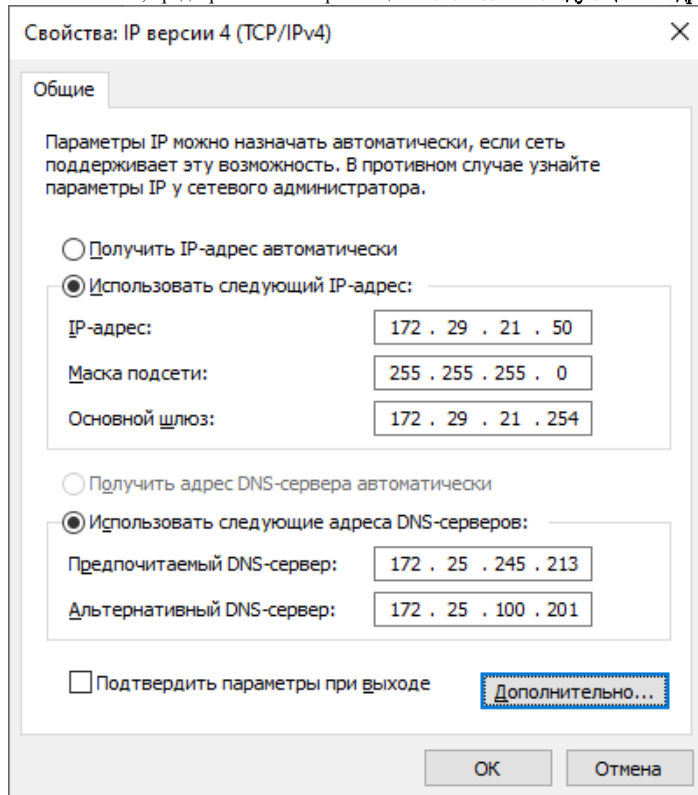 Свойства: IP версии 4 (TCP/IPv4)
Общие
Параметры IP можно назначать автоматически, если сеть
поддерживает эту возможность. В противном случае узнайте
параметры IP у сетевого администратора.
Получить IP-адрес автоматически
Использовать следующий IP-адрес:
IP-адрес: 172 . 29 . 21 . 50
Маска подсети: 255 . 255 . 255 . 0
Основной шлюз: 172 . 29 . 21 . 254
Получить адрес DNS-сервера автоматически
Использовать следующие адреса DNS-серверов:
Предпочитаемый DNS-сервер: 172 . 25 . 245 . 213
Альтернативный DNS-сервер: 172 . 25 . 100 . 201
Подтвердить параметры при выходе
Дополнительно...
ОК Отмена